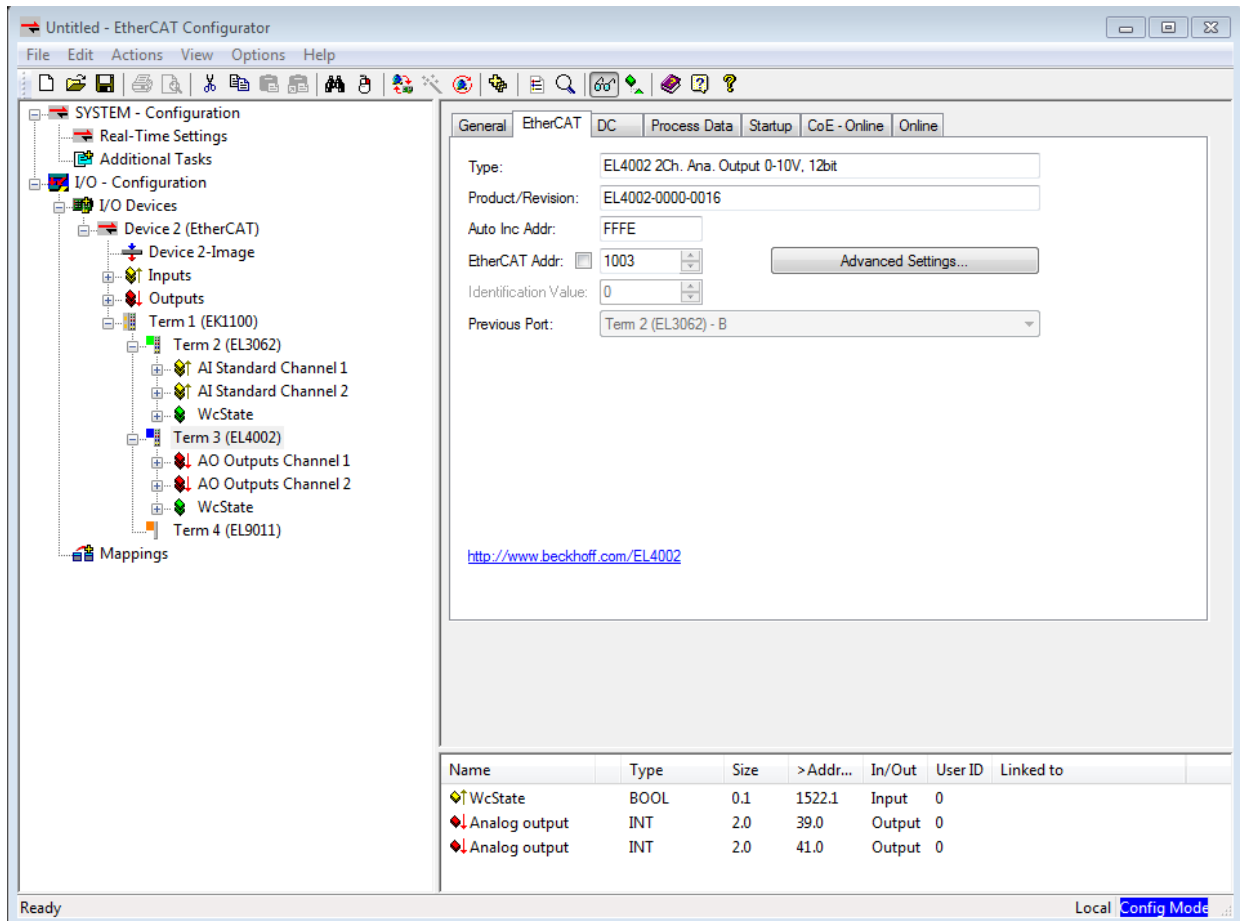 Untitled - EtherCAT Configurator
File Edit Actions View Options Help
SYSTEM - Configuration
Real-Time Settings
Additional Tasks
I/O - Configuration
I/O Devices
Device 2 (EtherCAT)
Device 2-Image
Inputs
Outputs
Term 1 (EK1100)
Term 2 (EL3062)
AI Standard Channel 1
AI Standard Channel 2
WcState
Term 3 (EL4002)
AO Outputs Channel 1
AO Outputs Channel 2
WcState
Term 4 (EL9011)
Mappings
General EtherCAT DC Process Data Startup CoE - Online Online
Type: EL4002 2Ch. Ana. Output 0-10V, 12bit
Product/Revision: EL4002-0000-0016
Auto Inc Addr: FFFE
EtherCAT Addr: 1003 Advanced Settings...
Identification Value: 0
Previous Port: Term 2 (EL3062) - B
http://www.beckhoff.com/EL4002
Name Type Size >Addr... In/Out User ID Linked to
WcState BOOL 0.1 1522.1 Input 0
Analog output INT 2.0 39.0 Output 0
Analog output INT 2.0 41.0 Output 0
Ready Local Config Mode